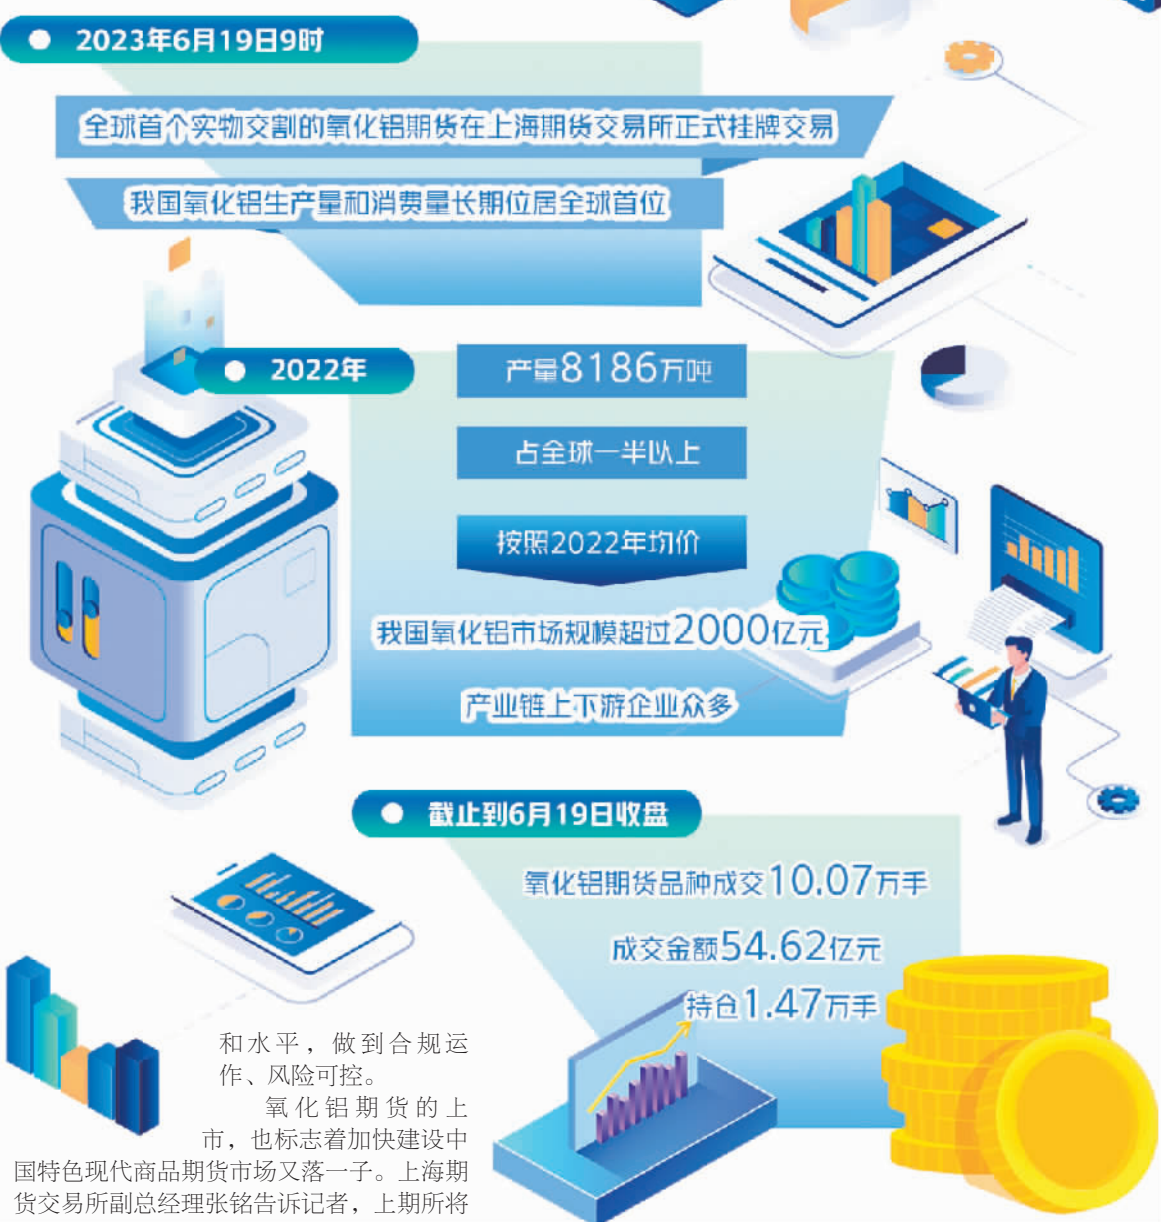 2023年6月19日9时
全球首个实物交割的氧化铝期货在上海期货交易所正式挂牌交易
我国氧化铝生产量和消费量长期位居全球首位
2022年
产量8186万吨
占全球一半以上
按照2022年均价
我国氧化铝市场规模超过2000亿元
产业链上下游企业众多
截止到6月19日收盘
氧化铝期货品种成交10.07万手
成交金额54.62亿元
持仓1.47万手
和水平，做到合规运
作、风险可控。
氧化铝期货的上
市，也标志着加快建设中
国特色现代商品期货市场又落一子。上海期
货交易所副总经理张铭告诉记者，上期所将